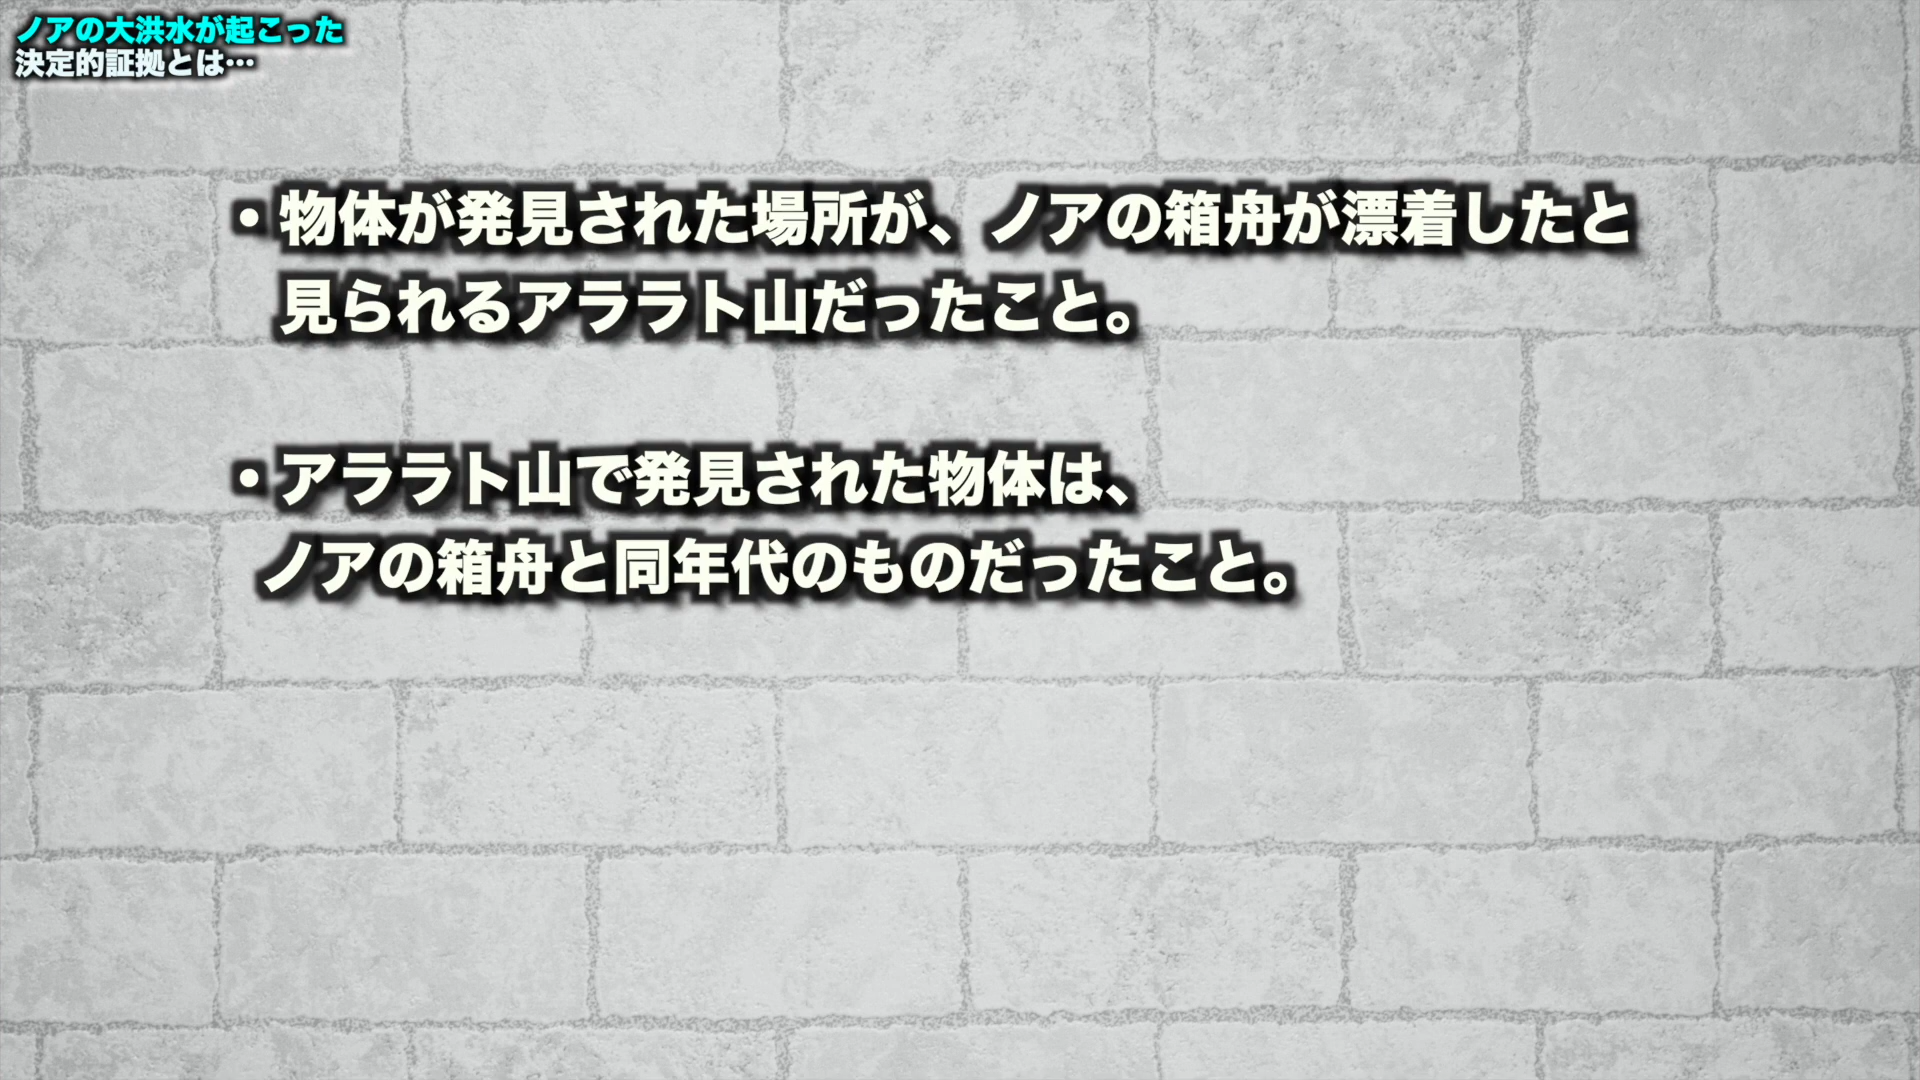 ノアの大洪水が起こった
決定的証拠とは…
・物体が発見された場所が、ノアの箱舟が漂着したと
見られるアララト山だったこと。
・アララト山で発見された物体は、
ノアの箱舟と同年代のものだったこと。